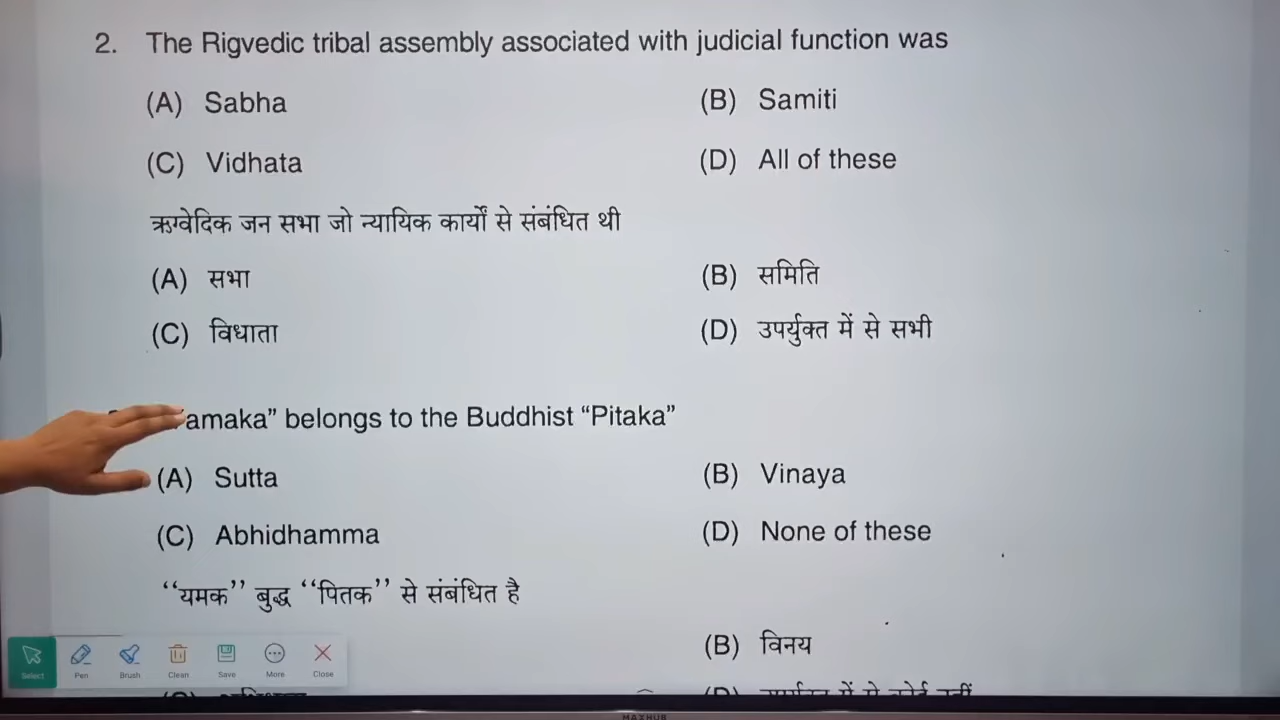 2. The Rigvedic tribal assembly associated with judicial function was
(A) Sabha (B) Samiti
(C) Vidhata (D) All of these
ऋग्वेदिक जन सभा जो न्यायिक कार्यों से संबंधित थी
(A) सभा (B) समिति
(C) विधाता (D) उपर्युक्त में से सभी
amaka” belongs to the Buddhist “Pitaka”
(A) Sutta (B) Vinaya
(C) Abhidhamma (D) None of these
‘‘यमक’’ बुद्ध ‘‘पितक’’ से संबंधित है
(B) विनय
Select Pen Brush Clean Save More Close
MAXHUB